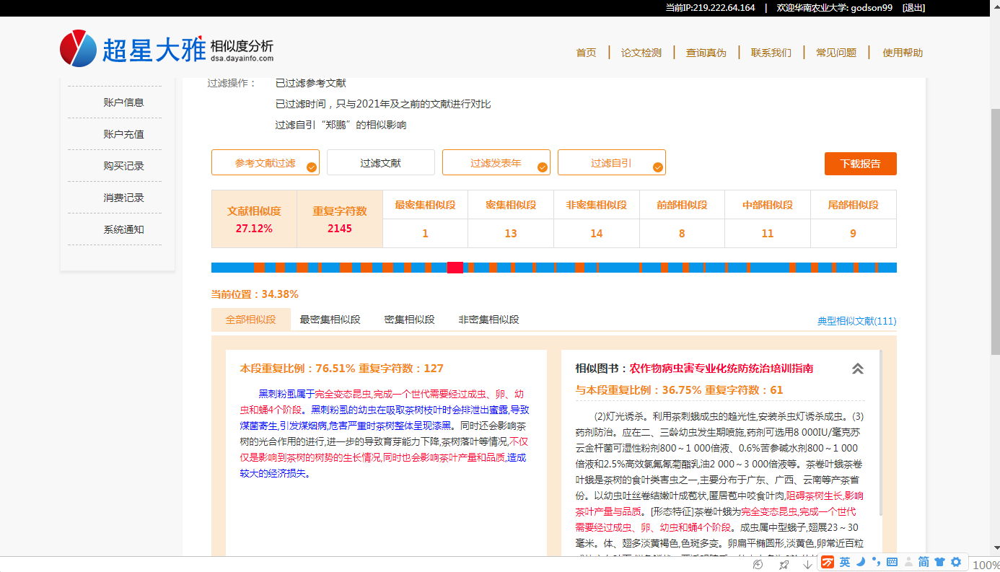 当前IP:219.222.64.164 | 欢迎华南农业大学: godson99 [退出]
超星大雅 相似度分析
dsa.dayainfo.com
首页 | 论文检测 | 查询真伪 | 联系我们 | 常见问题 | 使用帮助
过滤操作： 已过滤参考文献
已过滤时间，只与2021年及之前的文献进行对比
过滤自引“郑鹏”的相似影响
账户信息
账户充值
购买记录
消费记录
系统通知
参考文献过滤 过滤文献 过滤发表年 过滤自引 下载报告
文献相似度 重复字符数 最密集相似段 密集相似段 非密集相似段 前部相似段 中部相似段 尾部相似段
27.12% 2145 1 13 14 8 11 9
当前位置：34.38%
全部相似段 最密集相似段 密集相似段 非密集相似段 典型相似文献(111)
本段重复比例：76.51% 重复字符数：127
黑刺粉虱属于完全变态昆虫,完成一个世代需要经过成虫、卵、幼
虫和蛹4个阶段。黑刺粉虱的幼虫在吸取茶树枝叶时会排泄出蜜露,导致
煤菌寄生,引发煤烟病,危害严重时茶树整体呈现漆黑。同时还会影响茶
树的光合作用的进行,进一步的导致育芽能力下降,茶树落叶等情况,不仅
仅是影响到茶树的树势的生长情况,同时也会影响茶叶产量和品质,造成
较大的经济损失。
相似图书：农作物病虫害专业化统防统治培训指南
与本段重复比例：36.75% 重复字符数：61
(2)灯光诱杀。利用茶刺蛾成虫的趋光性,安装杀虫灯诱杀成虫。(3)
药剂防治。应在二、三龄幼虫发生期喷施,药剂可选用8 000IU/毫克苏
云金杆菌可湿性粉剂800～1 000倍液、0.6%苦参碱水剂800～1 000
倍液和2.5%高效氯氟氰菊酯乳油2 000～3 000倍液等。茶卷叶蛾茶卷
叶蛾是茶树的食叶类害虫之一,主要分布于广东、广西、云南等产茶省
份。以幼虫吐丝卷结嫩叶成苞状,匿居苞中咬食叶肉,阻碍茶树生长,影响
茶叶产量与品质。[形态特征]茶卷叶蛾为完全变态昆虫,完成一个世代
需要经过成虫、卵、幼虫和蛹4个阶段。成虫属中型蛾子,翅展23～30
毫米。体、翅多淡黄褐色,色斑多变。卵扁平椭圆形,淡黄色,卵常近百粒
英 简
100%